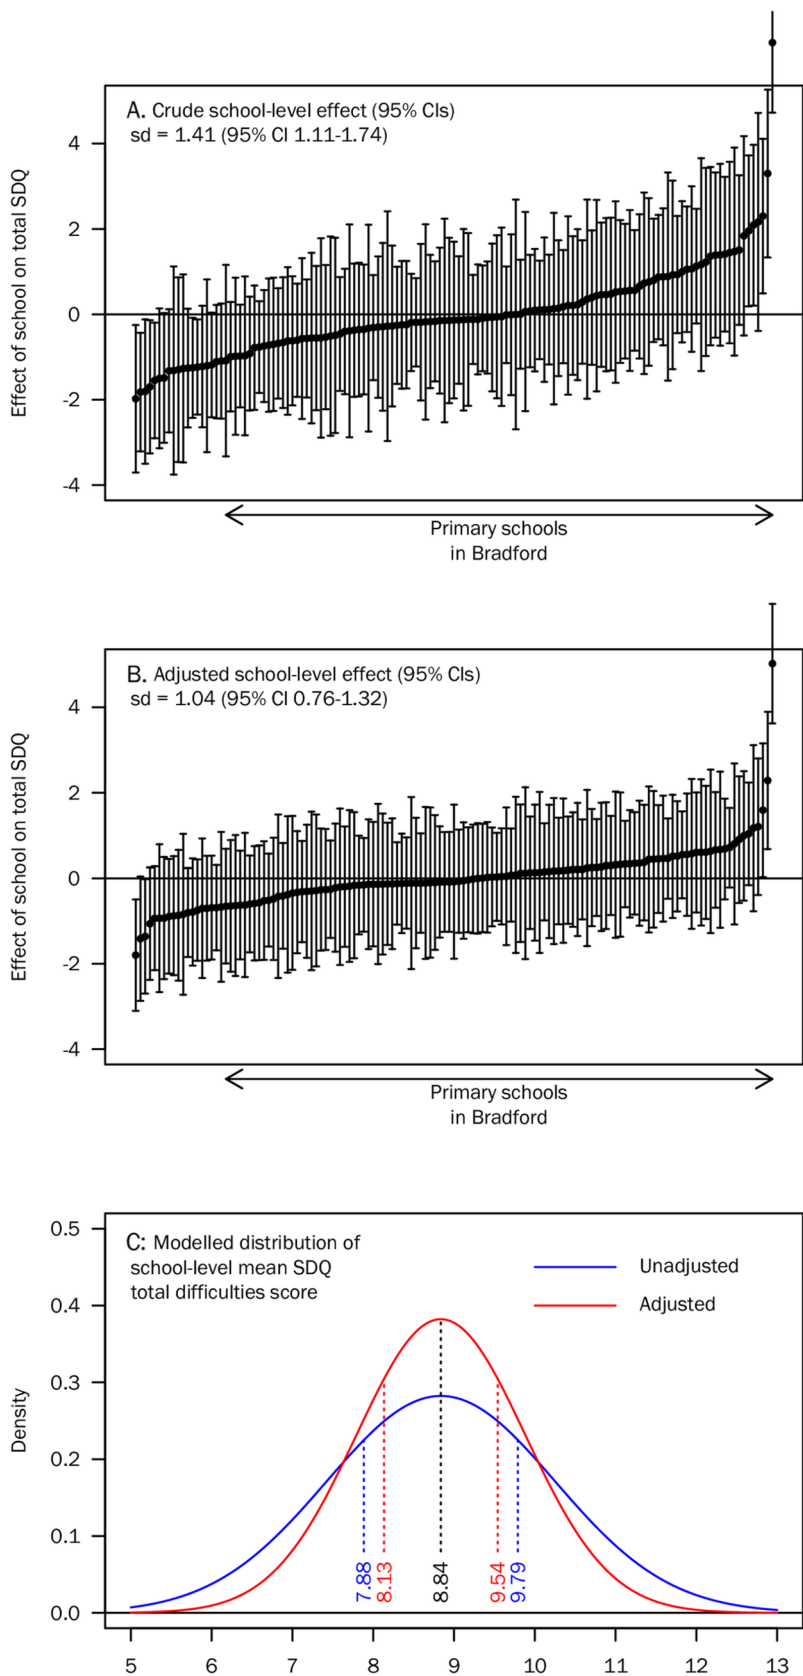 A. Crude school-level effect (95% CIs)
sd = 1.41 (95% CI 1.11-1.74)
Effect of school on total SDQ
4
2
0
-2
-4
Primary schools
in Bradford
B. Adjusted school-level effect (95% CIs)
sd = 1.04 (95% CI 0.76-1.32)
Effect of school on total SDQ
4
2
0
-2
-4
Primary schools
in Bradford
C: Modelled distribution of
school-level mean SDQ
total difficulties score
Unadjusted
Adjusted
Density
0.5
0.4
0.3
0.2
0.1
0.0
7.88
8.13
8.84
9.54
9.79
5 6 7 8 9 10 11 12 13